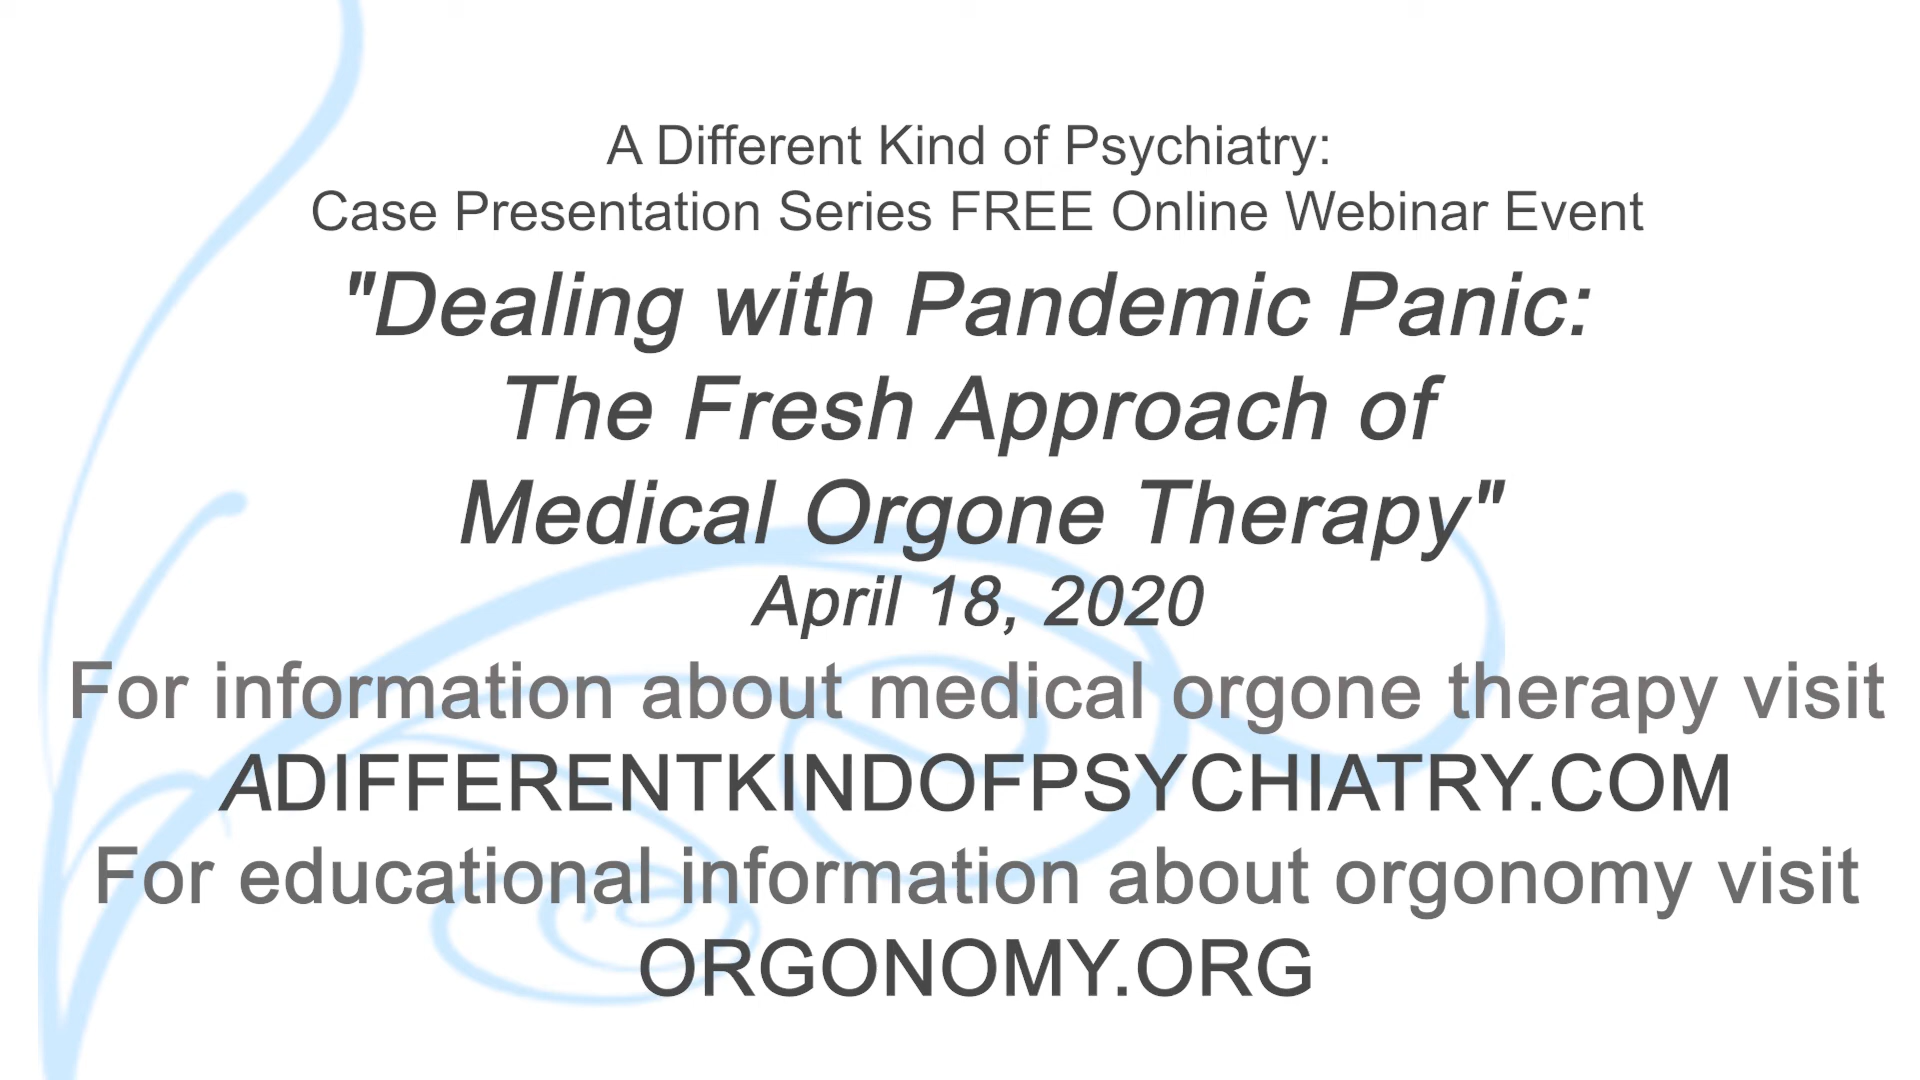 A Different Kind of Psychiatry:
Case Presentation Series FREE Online Webinar Event
"Dealing with Pandemic Panic:
The Fresh Approach of
Medical Orgone Therapy"
April 18, 2020
For information about medical orgone therapy visit
ADIFFERENTKINDOFPSYCHIATRY.COM
For educational information about orgonomy visit
ORGONOMY.ORG